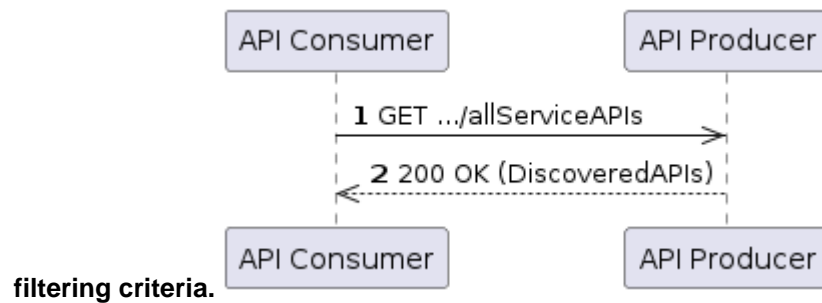 API Consumer API Producer
1 GET .../allServiceAPIs
2 200 OK (DiscoveredAPIs)
API Consumer API Producer
filtering criteria.